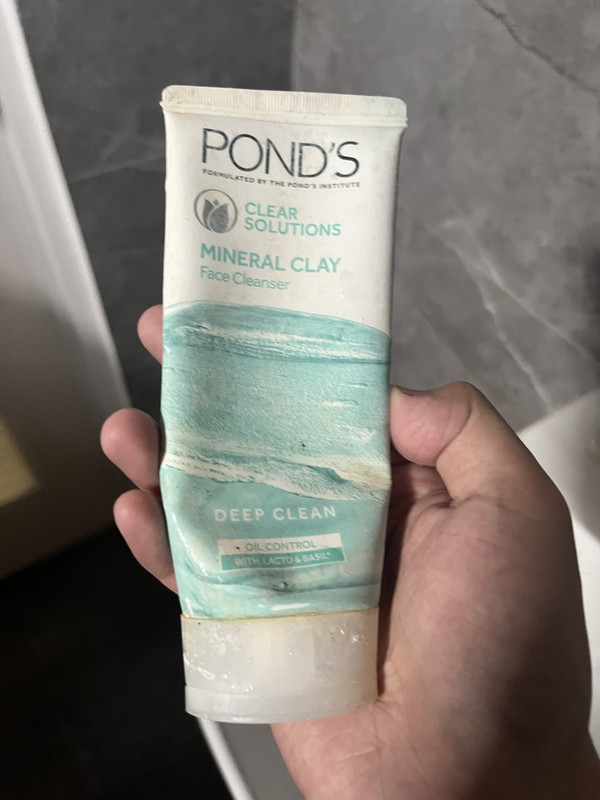 POND'S
FORMULATED BY THE POND'S INSTITUTE
CLEAR
SOLUTIONS
MINERAL CLAY
Face Cleanser
DEEP CLEAN
OIL CONTROL
WITH LACTO & BASIL*